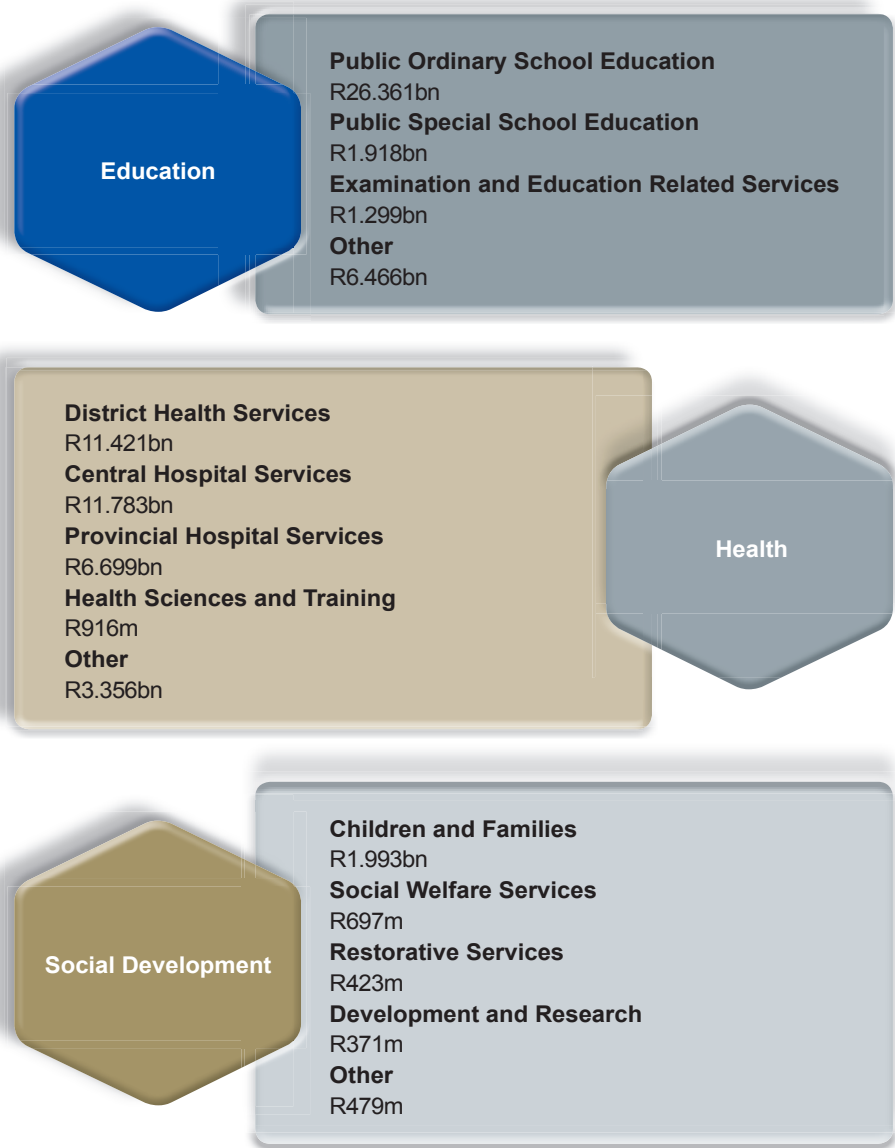 Education
Public Ordinary School Education
R26.361bn
Public Special School Education
R1.918bn
Examination and Education Related Services
R1.299bn
Other
R6.466bn
District Health Services
R11.421bn
Central Hospital Services
R11.783bn
Provincial Hospital Services
R6.699bn
Health Sciences and Training
R916m
Other
R3.356bn
Health
Social Development
Children and Families
R1.993bn
Social Welfare Services
R697m
Restorative Services
R423m
Development and Research
R371m
Other
R479m